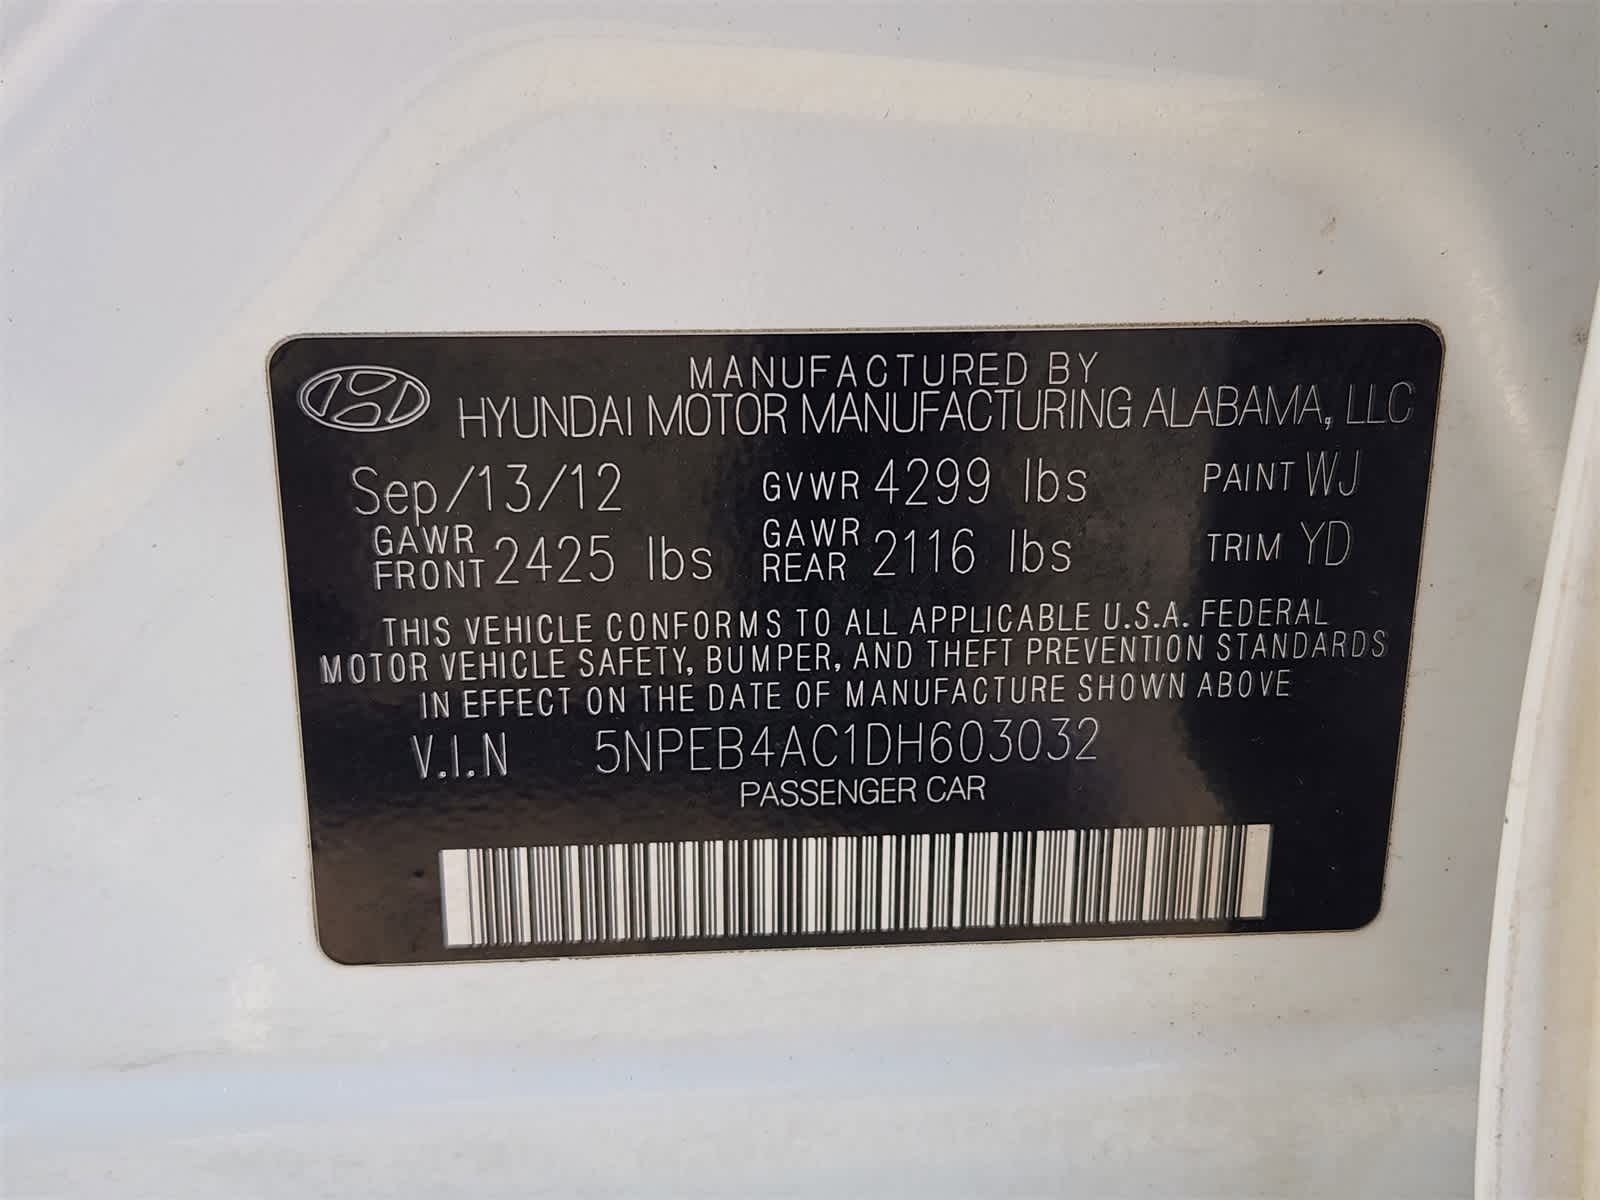 MANUFACTURED BY
HYUNDAI MOTOR MANUFACTURING ALABAMA, LLC
Sep/13/12 GVWR 4299 lbs PAINT WJ
GAWR FRONT 2425 lbs GAWR REAR 2116 lbs TRIM YD
THIS VEHICLE CONFORMS TO ALL APPLICABLE U.S.A. FEDERAL
MOTOR VEHICLE SAFETY, BUMPER, AND THEFT PREVENTION STANDARDS
IN EFFECT ON THE DATE OF MANUFACTURE SHOWN ABOVE
V.I.N 5NPEB4AC1DH603032
PASSENGER CAR